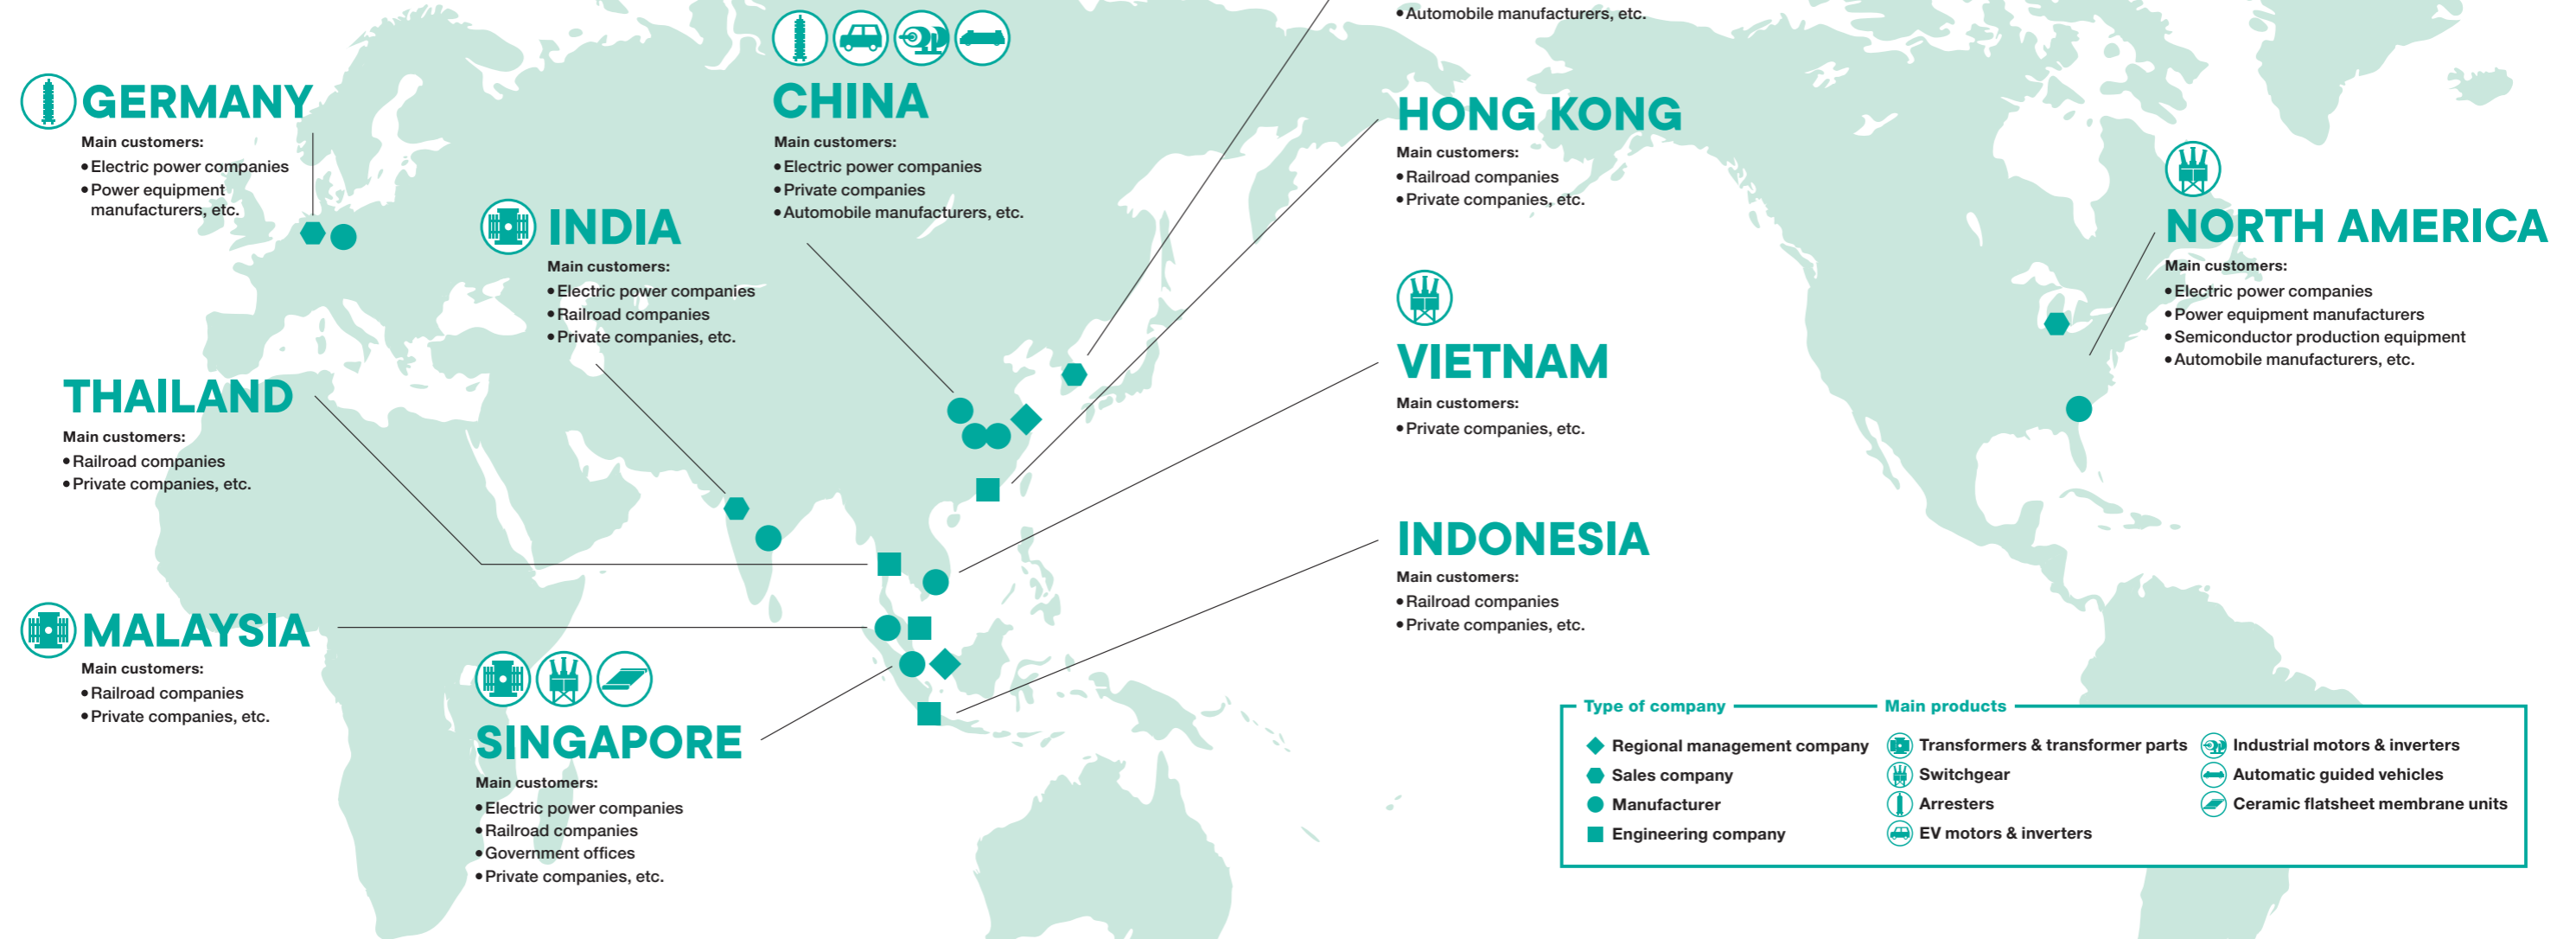 • Automobile manufacturers, etc.
GERMANY
Main customers:
• Electric power companies
• Power equipment
manufacturers, etc.
CHINA
Main customers:
• Electric power companies
• Private companies
• Automobile manufacturers, etc.
HONG KONG
Main customers:
• Railroad companies
• Private companies, etc.
NORTH AMERICA
Main customers:
• Electric power companies
• Power equipment manufacturers
• Semiconductor production equipment
• Automobile manufacturers, etc.
INDIA
Main customers:
• Electric power companies
• Railroad companies
• Private companies, etc.
VIETNAM
Main customers:
• Private companies, etc.
THAILAND
Main customers:
• Railroad companies
• Private companies, etc.
INDONESIA
Main customers:
• Railroad companies
• Private companies, etc.
MALAYSIA
Main customers:
• Railroad companies
• Private companies, etc.
SINGAPORE
Main customers:
• Electric power companies
• Railroad companies
• Government offices
• Private companies, etc.
Type of company
Regional management company
Sales company
Manufacturer
Engineering company
Main products
Transformers & transformer parts
Switchgear
Arresters
EV motors & inverters
Industrial motors & inverters
Automatic guided vehicles
Ceramic flatsheet membrane units